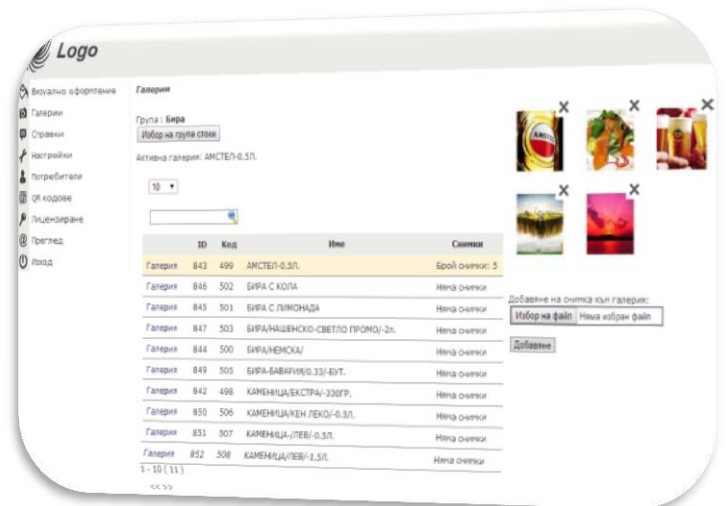 Logo
Визуално оформление
Галерии
Справки
Настройки
Потребители
QR кодове
Лицензиране
Преглед
Изход
Галерии
Група : Бира
Избор на група стоки
Активна галерия: АМСТЕЛ-0.5Л.
10
ID Код Име Снимки
Галерия 843 499 АМСТЕЛ-0.5Л. Брой снимки: 5
Галерия 846 502 БИРА С КОЛА Няма снимки
Галерия 845 501 БИРА С ЛИМОНАДА Няма снимки
Галерия 847 503 БИРА/НАШЕНСКО-СВЕТЛО ПРОМО/-2л. Няма снимки
Галерия 844 500 БИРА/НЕМСКА/ Няма снимки
Галерия 849 505 БИРА-БАВАРИЯ/0.33/-БУТ. Няма снимки
Галерия 842 498 КАМЕНИЦА/ЕКСТРА/-330ГР. Няма снимки
Галерия 850 506 КАМЕНИЦА/КЕН ЛЕКО/-0.5Л. Няма снимки
Галерия 851 507 КАМЕНИЦА-/ЛЕВ/-0.5Л. Няма снимки
Галерия 852 508 КАМЕНИЦА/ЛЕВ/-1.5Л. Няма снимки
1 - 10 ( 11 )
<< >>
AMSTEL
Добавяне на снимка към галерия:
Избор на файл Няма избран файл
Добавяне